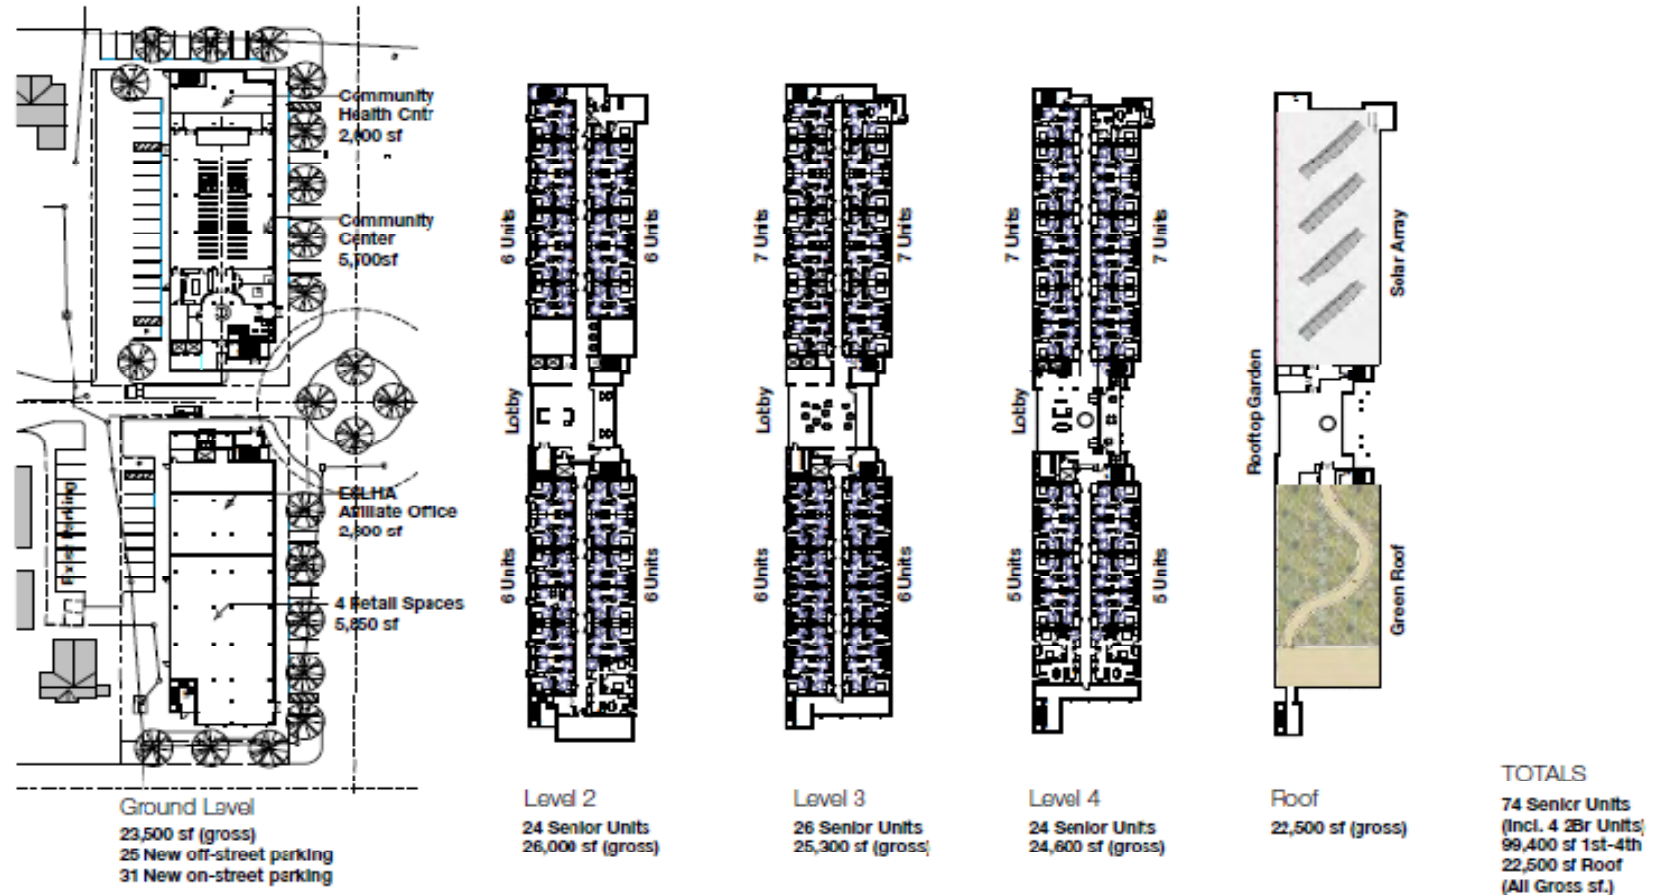 Community
Health Cntr
2,000 sf
Community
Center
5,700sf
Exist Parking
ESLHA
Affiliate Office
2,800 sf
4 Retail Spaces
5,850 sf
Ground Level
23,500 sf (gross)
25 New off-street parking
31 New on-street parking
6 Units
6 Units
Lobby
6 Units
6 Units
Level 2
24 Senior Units
26,000 sf (gross)
7 Units
7 Units
Lobby
6 Units
6 Units
Level 3
26 Senior Units
25,300 sf (gross)
7 Units
7 Units
Lobby
5 Units
5 Units
Level 4
24 Senior Units
24,600 sf (gross)
Solar Array
Rooftop Garden
Green Roof
Roof
22,500 sf (gross)
TOTALS
74 Senior Units
(Incl. 4 2Br Units)
99,400 sf 1st-4th
22,500 sf Roof
(All Gross sf.)